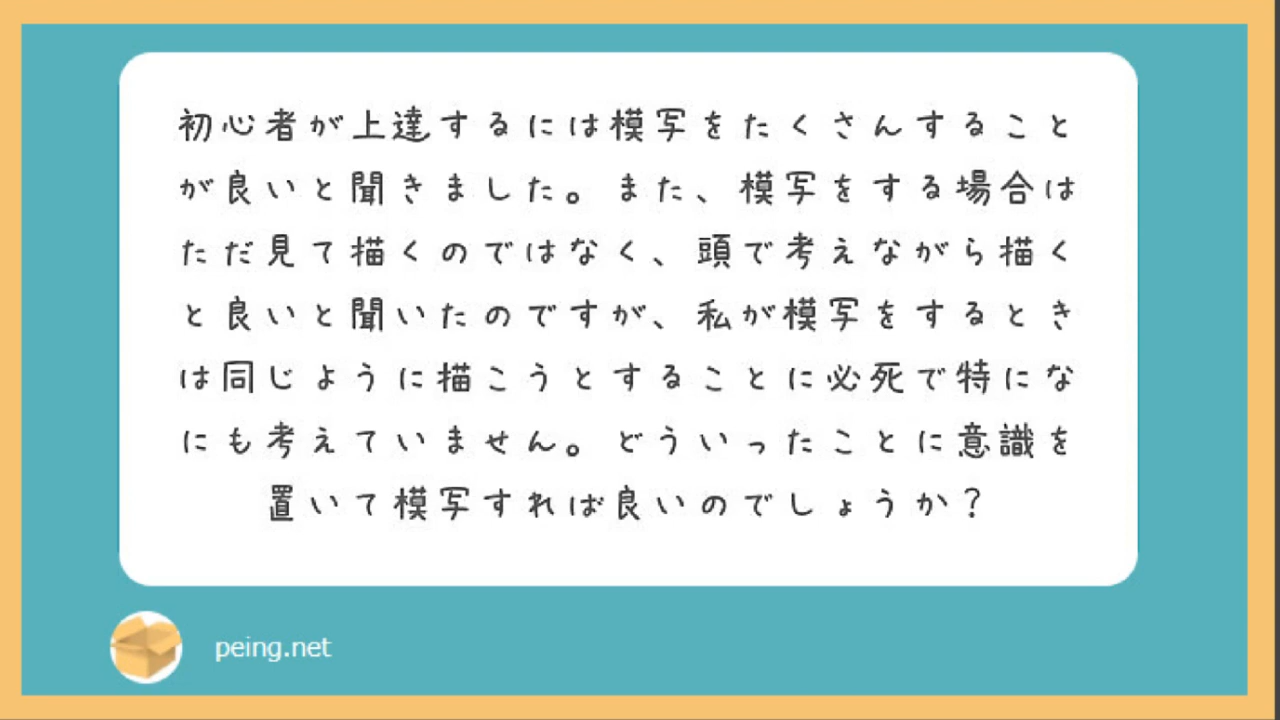 初心者が上達するには模写をたくさんすること
が良いと聞きました。また、模写をする場合は
ただ見て描くのではなく、頭で考えながら描く
と良いと聞いたのですが、私が模写をするとき
は同じように描こうとすることに必死で特にな
にも考えていません。どういったことに意識を
置いて模写すれば良いのでしょうか？
peing.net